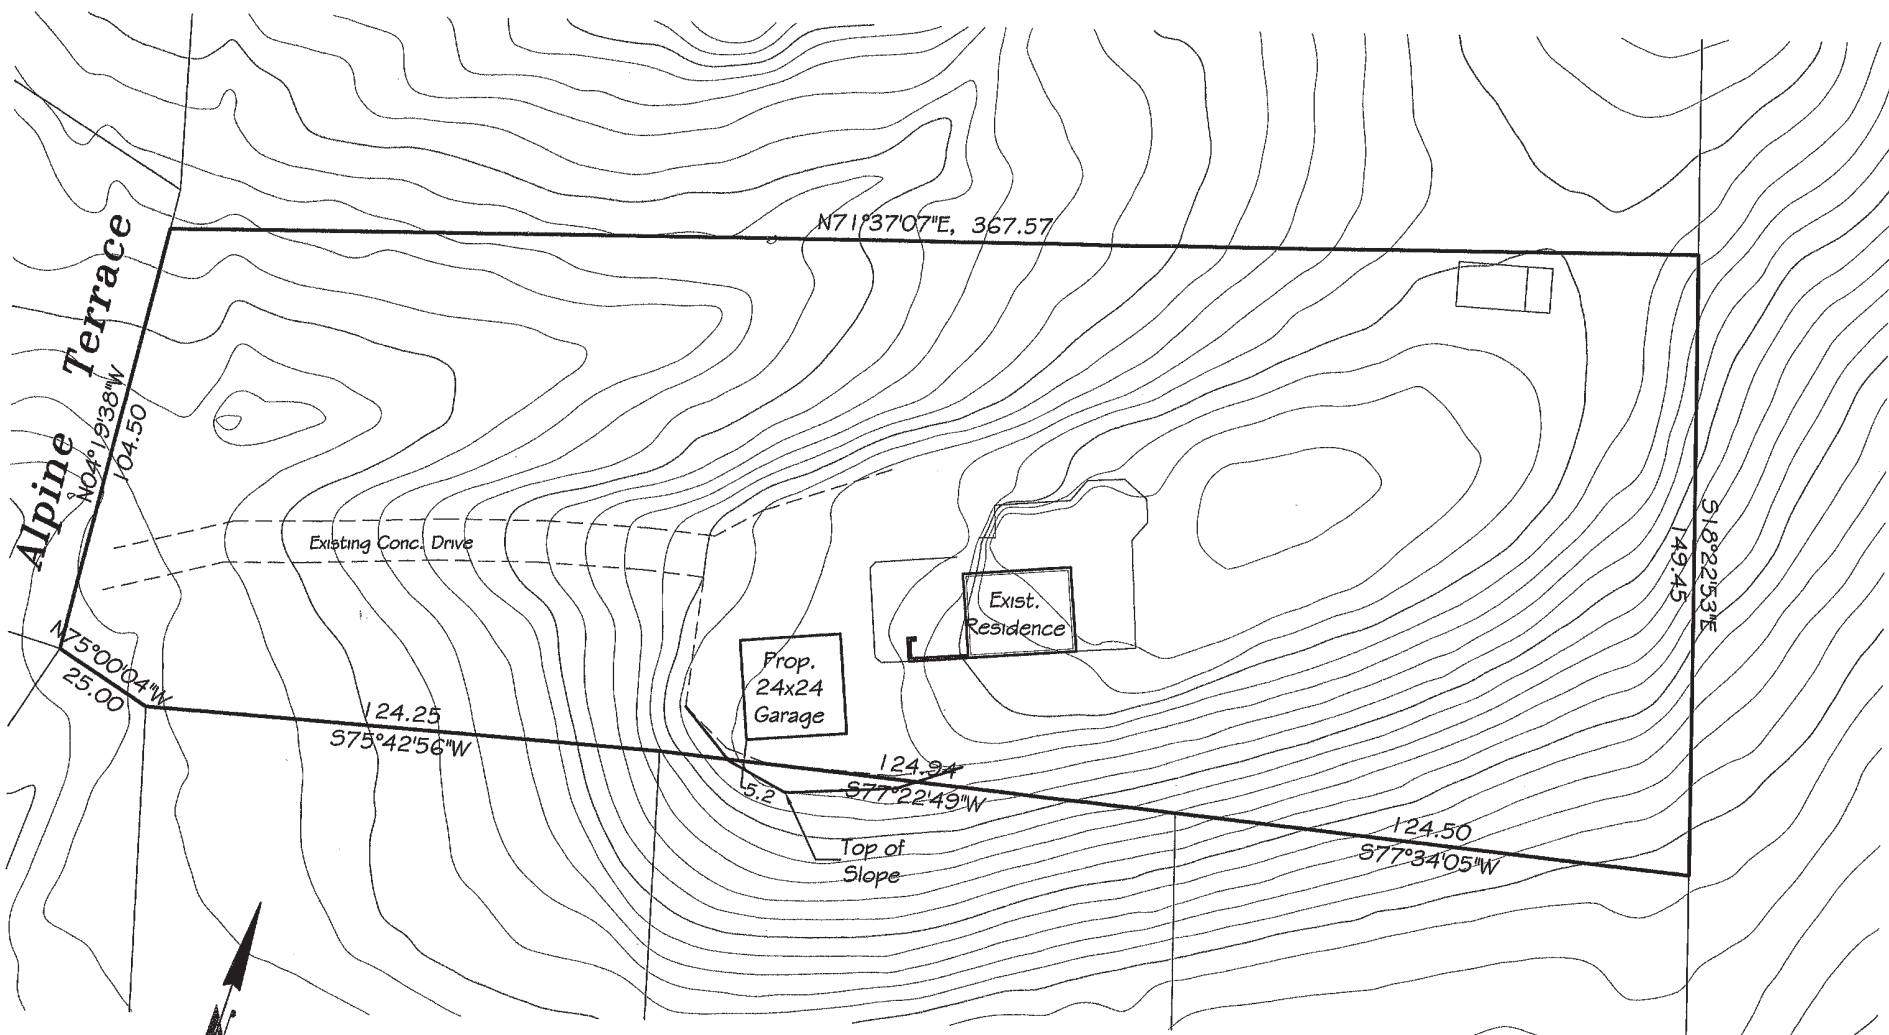 N71°37'07"E, 367.57
Alpine Terrace
N04°19'38"W
104.50
Existing Conc. Drive
S18°22'53"E
149.45
Exist.
Residence
N75°00'04"W
25.00
Prop.
24x24
Garage
124.25
S75°42'56"W
124.94
S77°22'49"W
5.2
124.50
S77°34'05"W
Top of
Slope